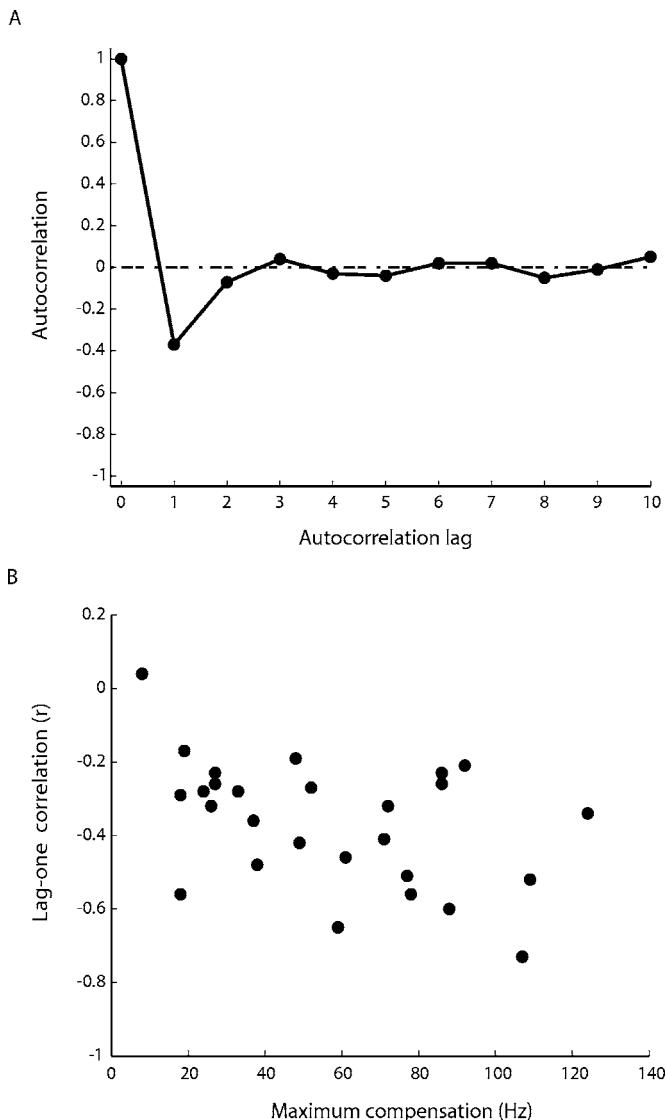 A
1
0.8
0.6
0.4
0.2
0
-0.2
-0.4
-0.6
-0.8
-1
Autocorrelation
0 1 2 3 4 5 6 7 8 9 10
Autocorrelation lag
B
0.2
0
-0.2
-0.4
-0.6
-0.8
-1
Lag-one correlation (r)
0 20 40 60 80 100 120 140
Maximum compensation (Hz)